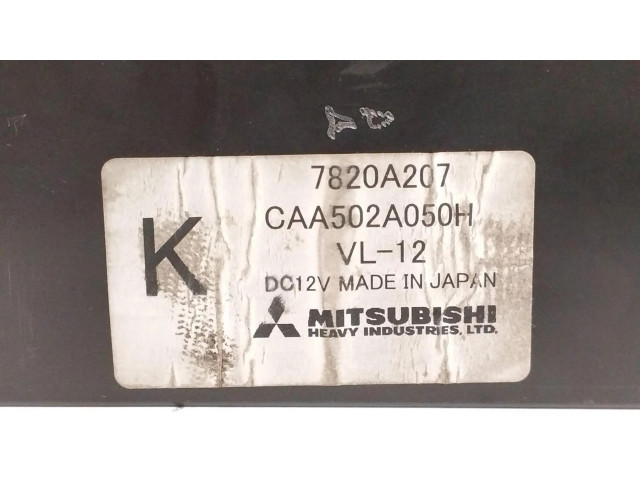 7820A207
CAA502A050H
K
VL-12
DC12V MADE IN JAPAN
MITSUBISHI
HEAVY INDUSTRIES, LTD.